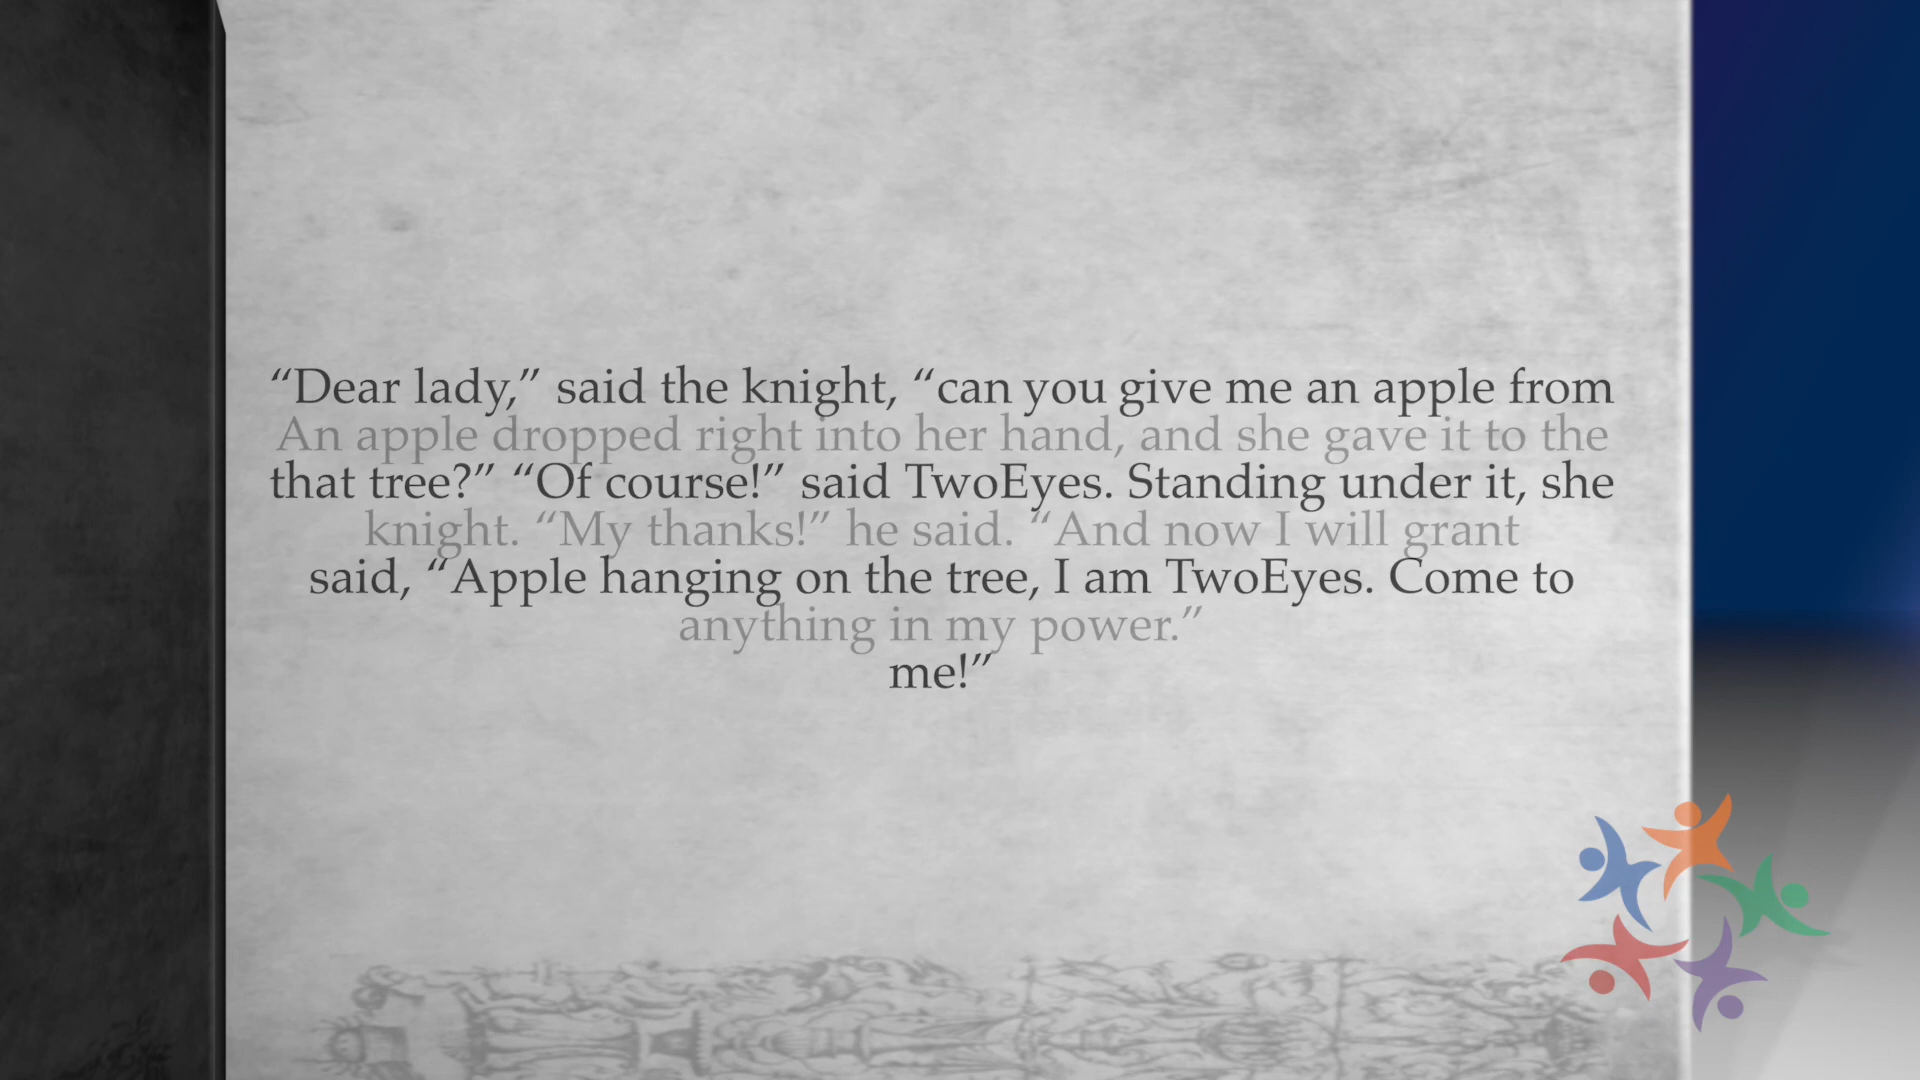 “Dear lady,” said the knight, “can you give me an apple from
that tree?” “Of course!” said TwoEyes. Standing under it, she
said, “Apple hanging on the tree, I am TwoEyes. Come to
me!”
An apple dropped right into her hand, and she gave it to the
knight. “My thanks!” he said. “And now I will grant
anything in my power.”